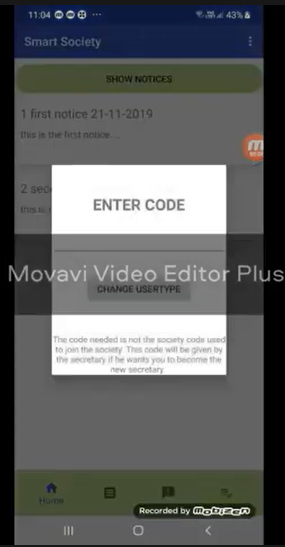 11:04
43%
Smart Society
SHOW NOTICES
1 first notice 21-11-2019
this is the first notice....
ENTER CODE
2 sec
this is
Movavi Video Editor Plus
CHANGE USERTYPE
The code needed is not the society code used
to join the society. This code will be given by
the secretary if he wants you to become the
new secretary
Home
Recorded by Mobizen